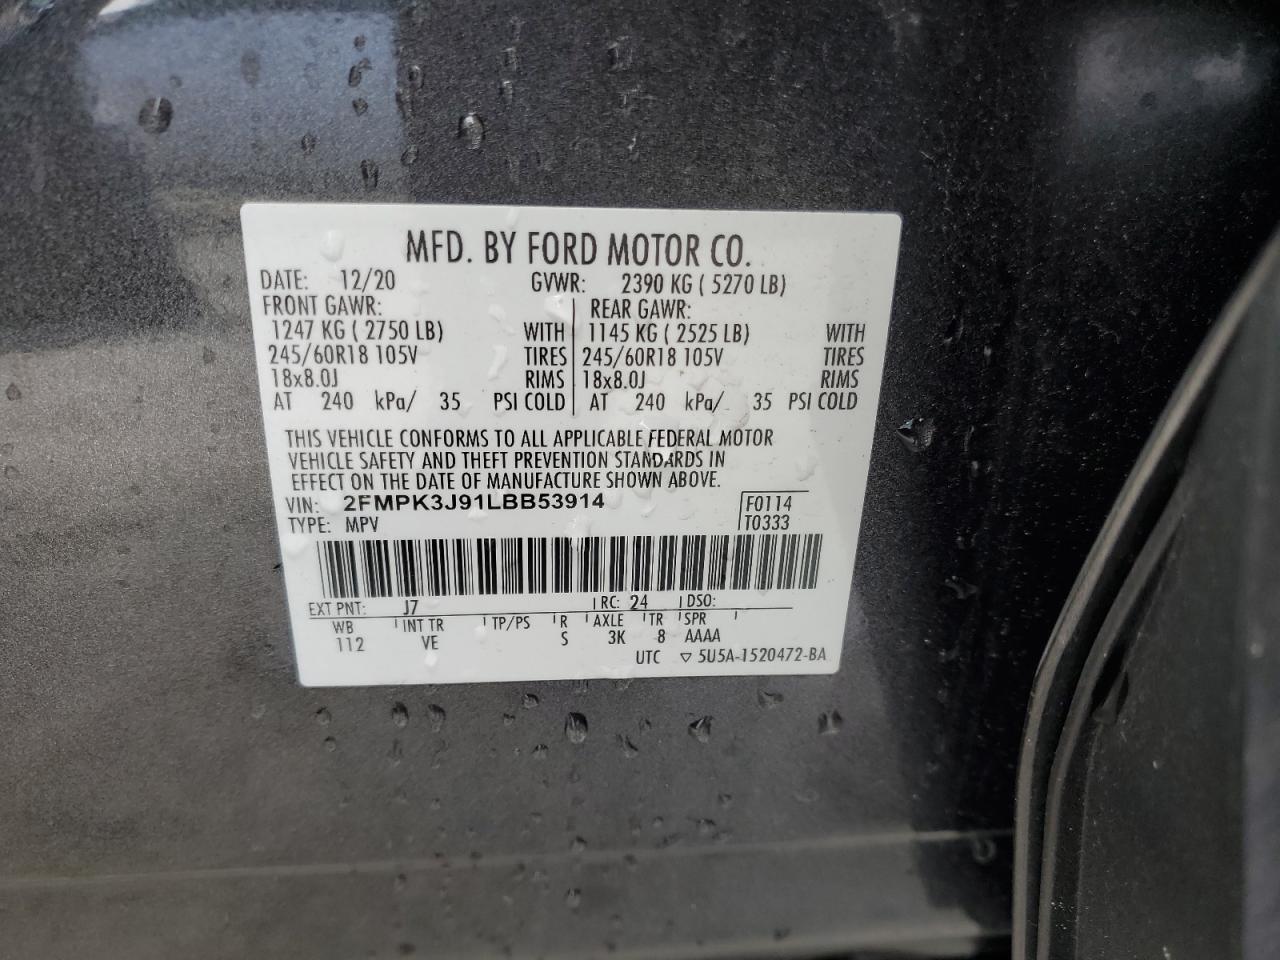 MFD. BY FORD MOTOR CO.
DATE: 12/20 GVWR: 2390 KG ( 5270 LB)
FRONT GAWR: REAR GAWR:
1247 KG ( 2750 LB) WITH 1145 KG ( 2525 LB) WITH
245/60R18 105V TIRES 245/60R18 105V TIRES
18x8.0J RIMS 18x8.0J RIMS
AT 240 kPa/ 35 PSI COLD AT 240 kPa/ 35 PSI COLD
THIS VEHICLE CONFORMS TO ALL APPLICABLE FEDERAL MOTOR
VEHICLE SAFETY AND THEFT PREVENTION STANDARDS IN
EFFECT ON THE DATE OF MANUFACTURE SHOWN ABOVE.
VIN: 2FMPK3J91LBB53914 F0114
TYPE: MPV T0333
EXT PNT: J7 RC: 24 DSO:
WB INT TR TP/PS R AXLE TR SPR
112 VE S 3K 8 AAAA
UTC ▽ 5U5A-1520472-BA